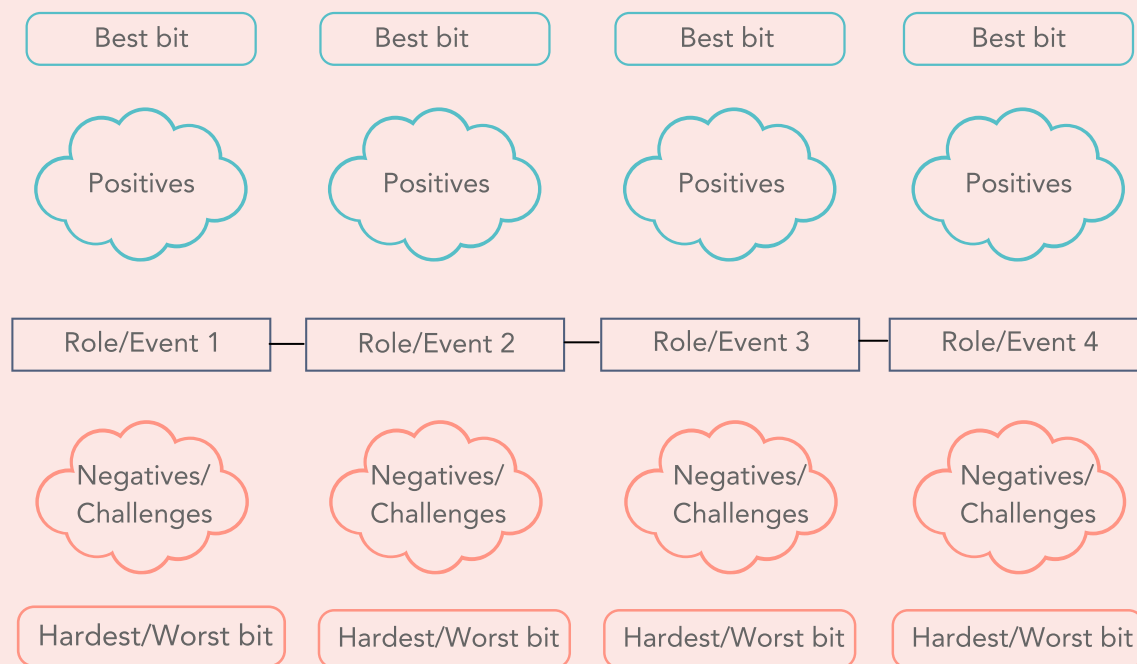 Best bit
Best bit
Best bit
Best bit
Positives
Positives
Positives
Positives
Role/Event 1
Role/Event 2
Role/Event 3
Role/Event 4
Negatives/
Challenges
Negatives/
Challenges
Negatives/
Challenges
Negatives/
Challenges
Hardest/Worst bit
Hardest/Worst bit
Hardest/Worst bit
Hardest/Worst bit